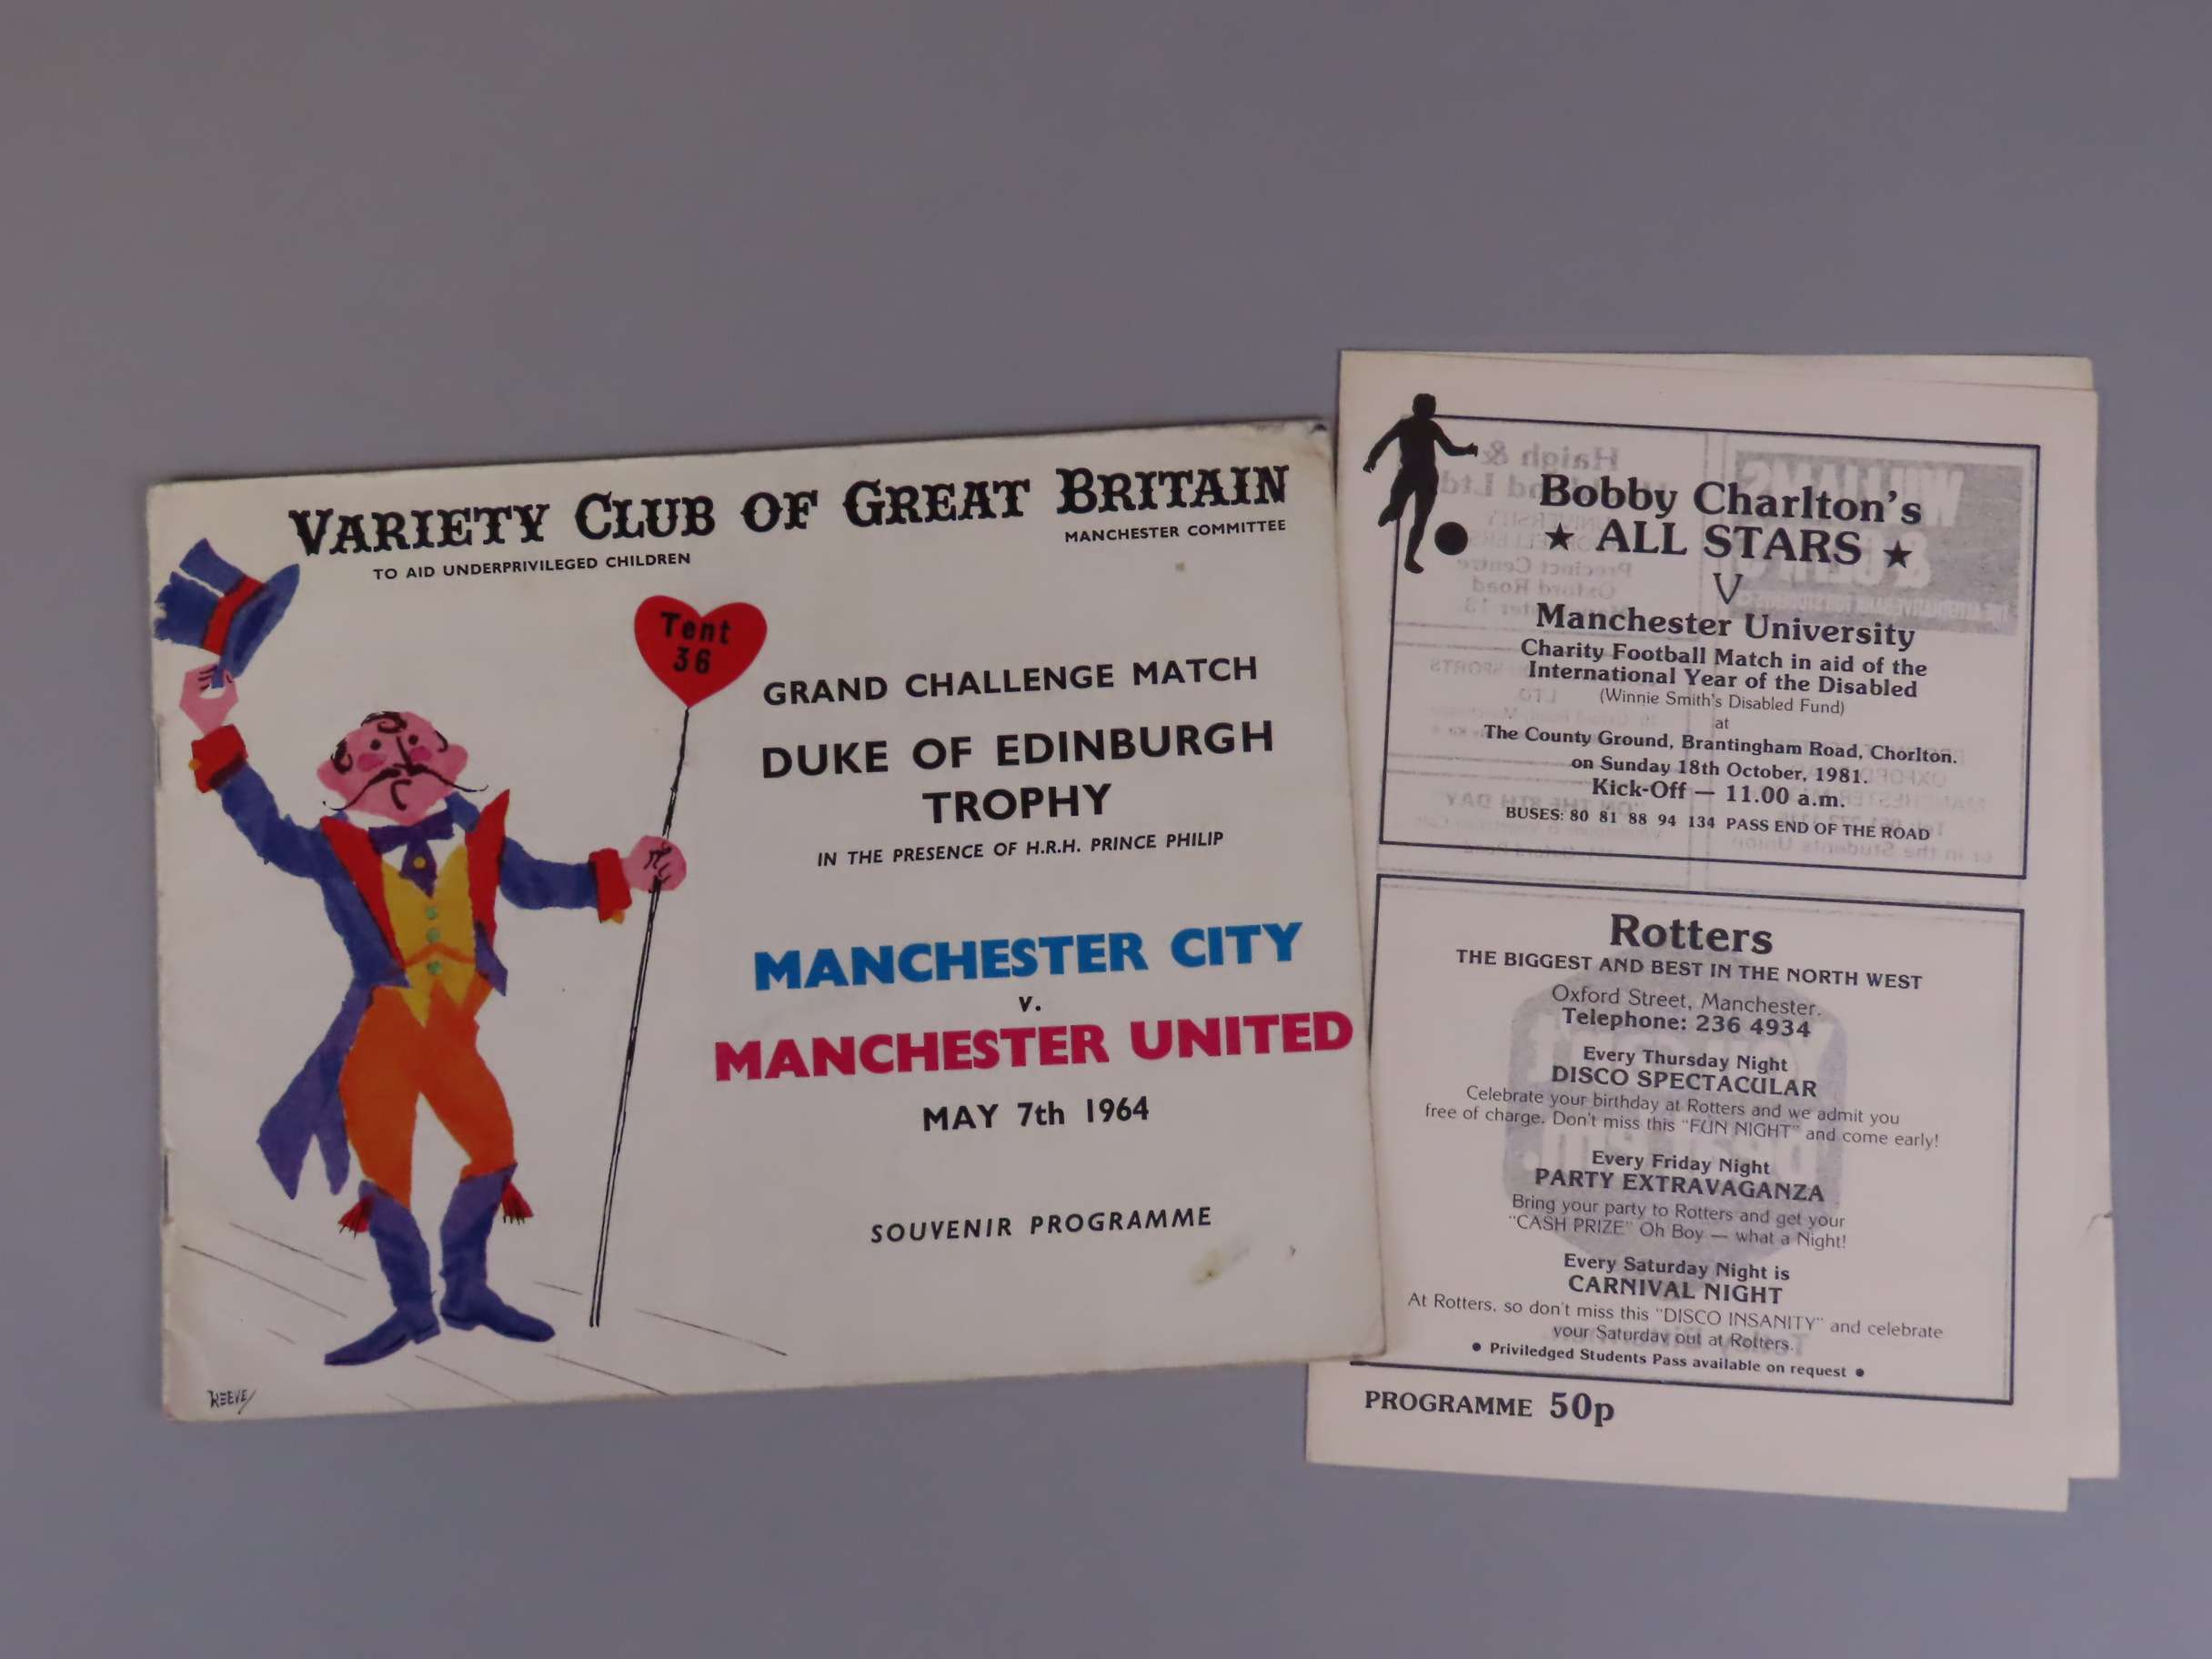 VARIETY CLUB OF GREAT BRITAIN
TO AID UNDERPRIVILEGED CHILDREN
MANCHESTER COMMITTEE
Tent
36
GRAND CHALLENGE MATCH
DUKE OF EDINBURGH
TROPHY
IN THE PRESENCE OF H.R.H. PRINCE PHILIP
MANCHESTER CITY
v.
MANCHESTER UNITED
MAY 7th 1964
SOUVENIR PROGRAMME
REEVE
Bobby Charlton's
★ ALL STARS ★
V
Manchester University
Charity Football Match in aid of the
International Year of the Disabled
(Winnie Smith's Disabled Fund)
at
The County Ground, Brantingham Road, Chorlton.
on Sunday 18th October, 1981.
Kick-Off — 11.00 a.m.
BUSES: 80 81 88 94 134 PASS END OF THE ROAD
Rotters
THE BIGGEST AND BEST IN THE NORTH WEST
Oxford Street, Manchester.
Telephone: 236 4934
Every Thursday Night
DISCO SPECTACULAR
Celebrate your birthday at Rotters and we admit you
free of charge. Don't miss this "FUN NIGHT" and come early!
Every Friday Night
PARTY EXTRAVAGANZA
Bring your party to Rotters and get your
"CASH PRIZE" Oh Boy — what a Night!
Every Saturday Night is
CARNIVAL NIGHT
At Rotters, so don't miss this "DISCO INSANITY" and celebrate
your Saturday out at Rotters.
● Priviledged Students Pass available on request ●
PROGRAMME 50p